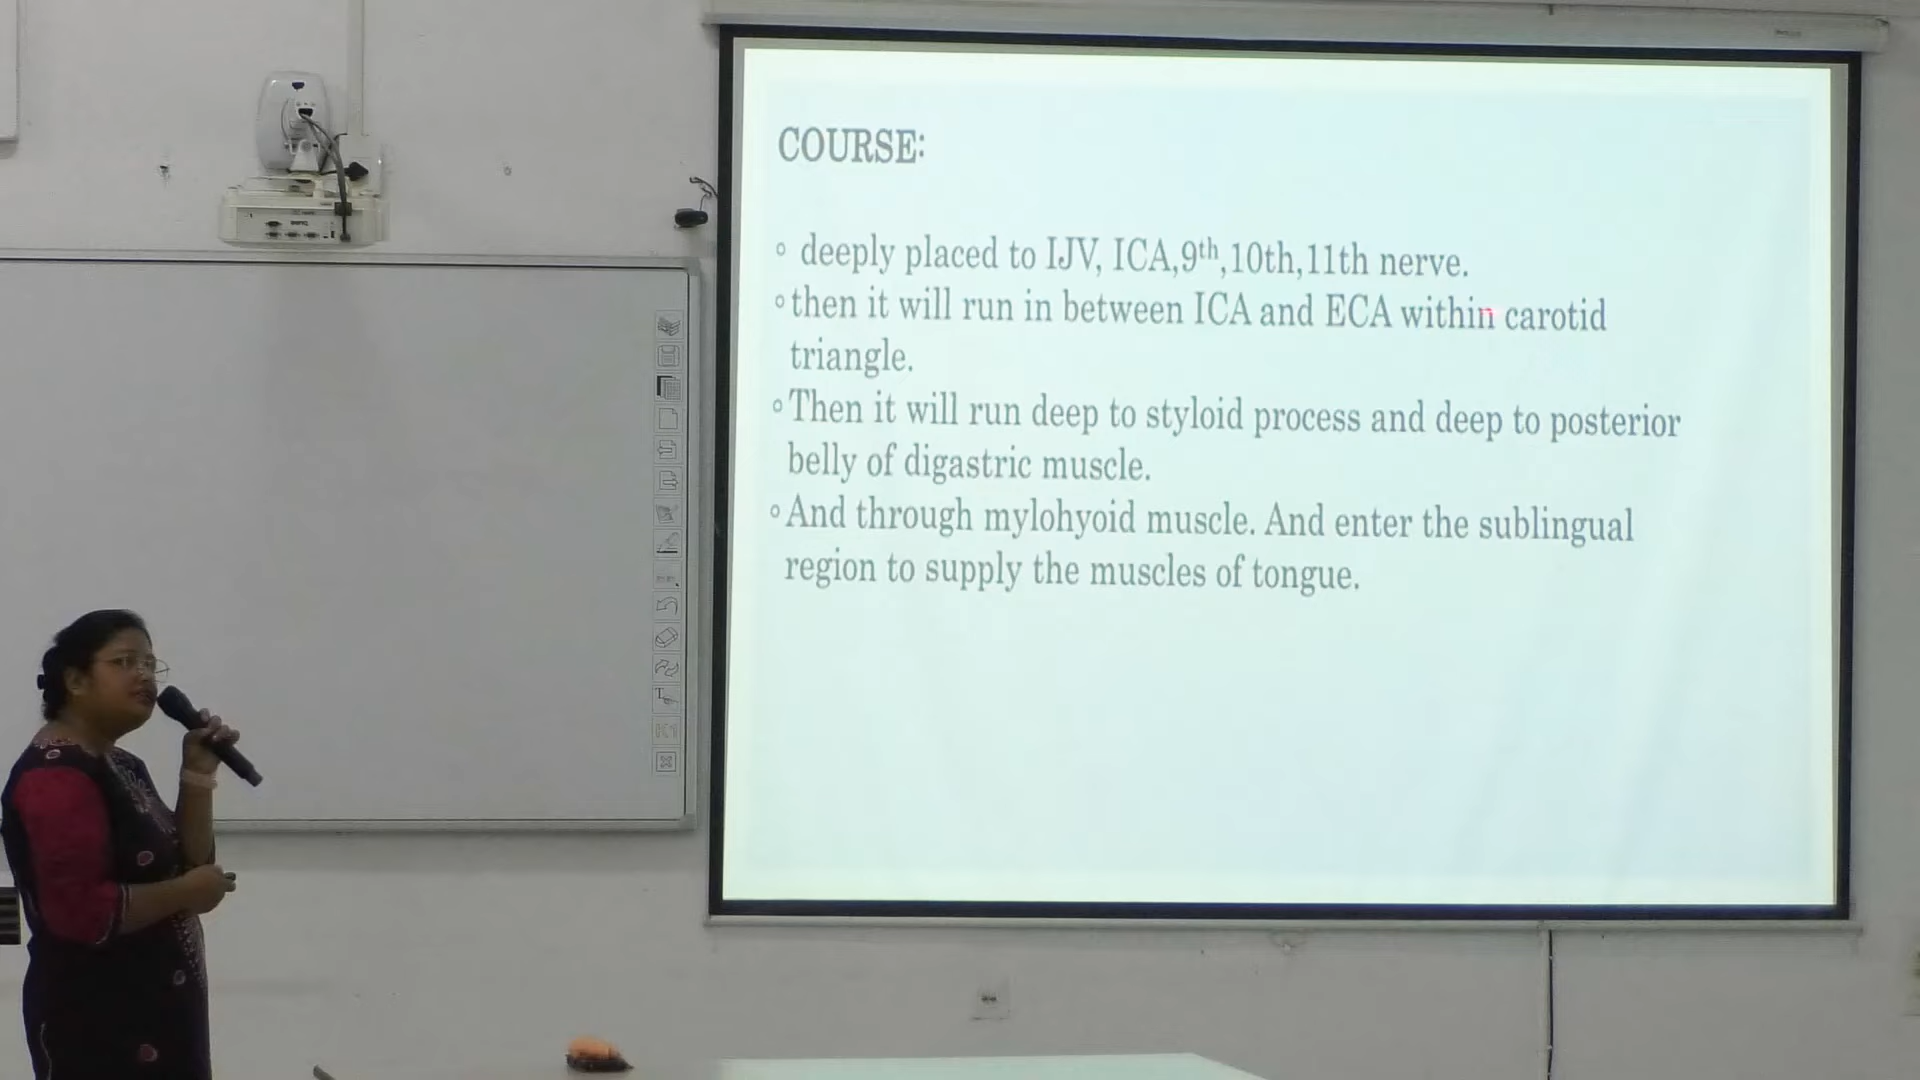 COURSE:
◦ deeply placed to IJV, ICA,9th,10th,11th nerve.
◦ then it will run in between ICA and ECA within carotid
triangle.
◦ Then it will run deep to styloid process and deep to posterior
belly of digastric muscle.
◦ And through mylohyoid muscle. And enter the sublingual
region to supply the muscles of tongue.